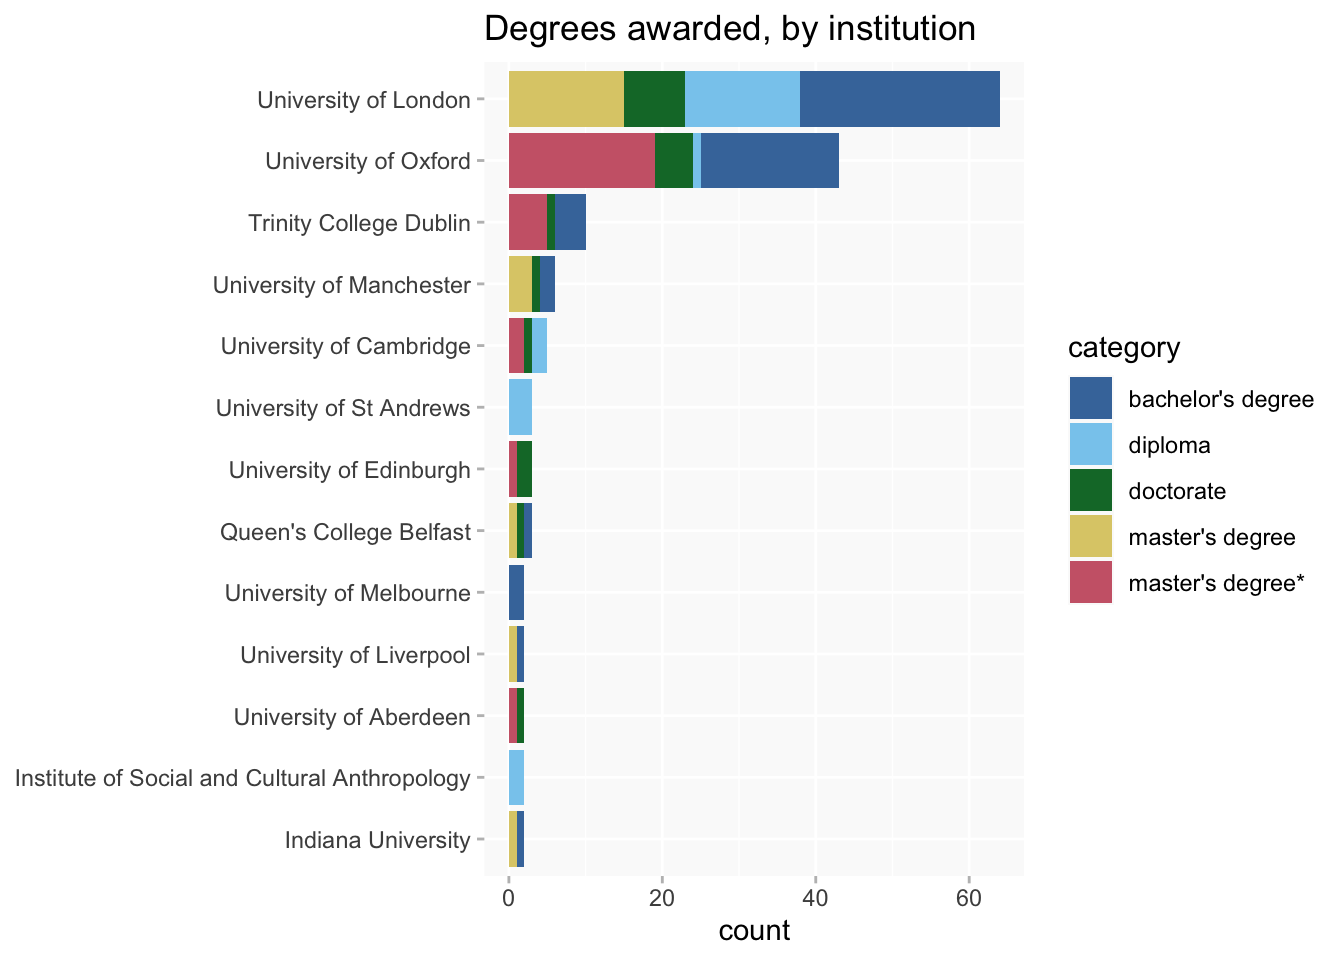 Degrees awarded, by institution
University of London
University of Oxford
Trinity College Dublin
University of Manchester
University of Cambridge
University of St Andrews
University of Edinburgh
Queen's College Belfast
University of Melbourne
University of Liverpool
University of Aberdeen
Institute of Social and Cultural Anthropology
Indiana University
0 20 40 60
count
category
bachelor's degree
diploma
doctorate
master's degree
master's degree*